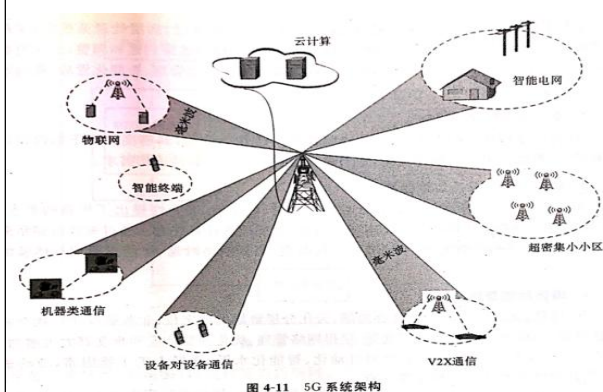 云计算
智能电网
毫米波
物联网
智能终端
超密集小小区
毫米波
机器类通信
设备对设备通信
V2X通信
图 4-11 5G 系统架构